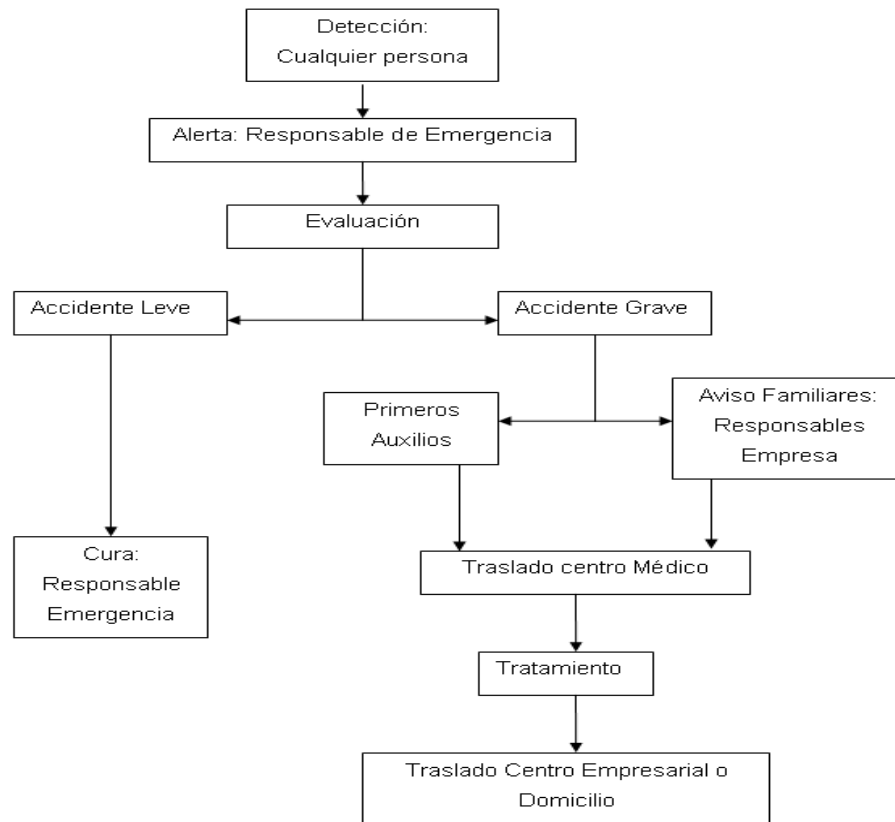 Detección:
Cualquier persona
Alerta: Responsable de Emergencia
Evaluación
Accidente Leve
Accidente Grave
Primeros
Auxilios
Aviso Familiares:
Responsables
Empresa
Cura:
Responsable
Emergencia
Traslado centro Médico
Tratamiento
Traslado Centro Empresarial o
Domicilio